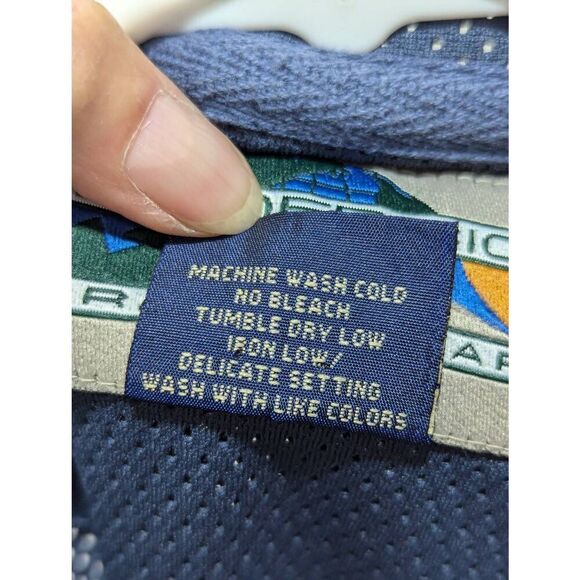 MACHINE WASH COLD
NO BLEACH
TUMBLE DRY LOW
IRON LOW/
DELICATE SETTING
WASH WITH LIKE COLORS